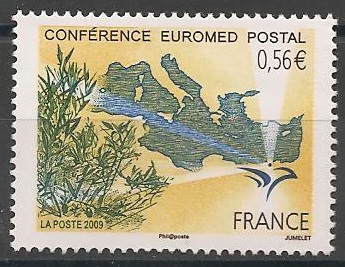 CONFÉRENCE EUROMED POSTAL
0,56€
LA POSTE 2009
FRANCE
Phil@poste
JUMELET